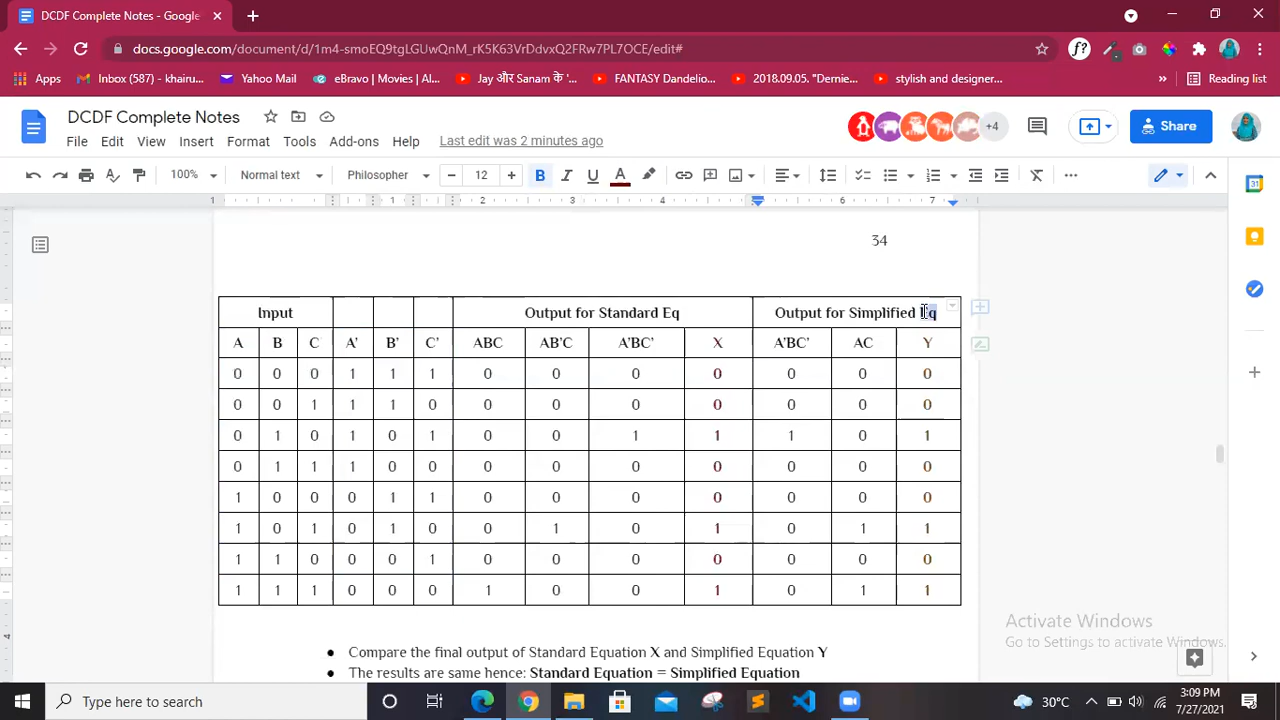 DCDF Complete Notes - Google
docs.google.com/document/d/1m4-smoEQ9tgLGUwQnM_rK5K63VrDdvxQ2FRw7PL7OCE/edit#
Apps Inbox (587) - khairu... Yahoo Mail eBravo | Movies | Al... Jay और Sanam के '... FANTASY Dandelio... 2018.09.05. "Dernie... stylish and designer... » Reading list
DCDF Complete Notes
File Edit View Insert Format Tools Add-ons Help Last edit was 2 minutes ago +4 Share
100% Normal text Philosopher 12 B I U A
1 1 2 3 4 5 6 7
34
Input Output for Standard Eq Output for Simplified Eq
A B C A' B' C' ABC AB'C A'BC' X A'BC' AC Y
0 0 0 1 1 1 0 0 0 0 0 0 0
0 0 1 1 1 0 0 0 0 0 0 0 0
0 1 0 1 0 1 0 0 1 1 1 0 1
0 1 1 1 0 0 0 0 0 0 0 0 0
1 0 0 0 1 1 0 0 0 0 0 0 0
1 0 1 0 1 0 0 1 0 1 0 1 1
1 1 0 0 0 1 0 0 0 0 0 0 0
1 1 1 0 0 0 1 0 0 1 0 1 1
● Compare the final output of Standard Equation X and Simplified Equation Y
● The results are same hence: Standard Equation = Simplified Equation
Activate Windows
Go to Settings to activate Windows.
Type here to search
30°C
3:09 PM
7/27/2021